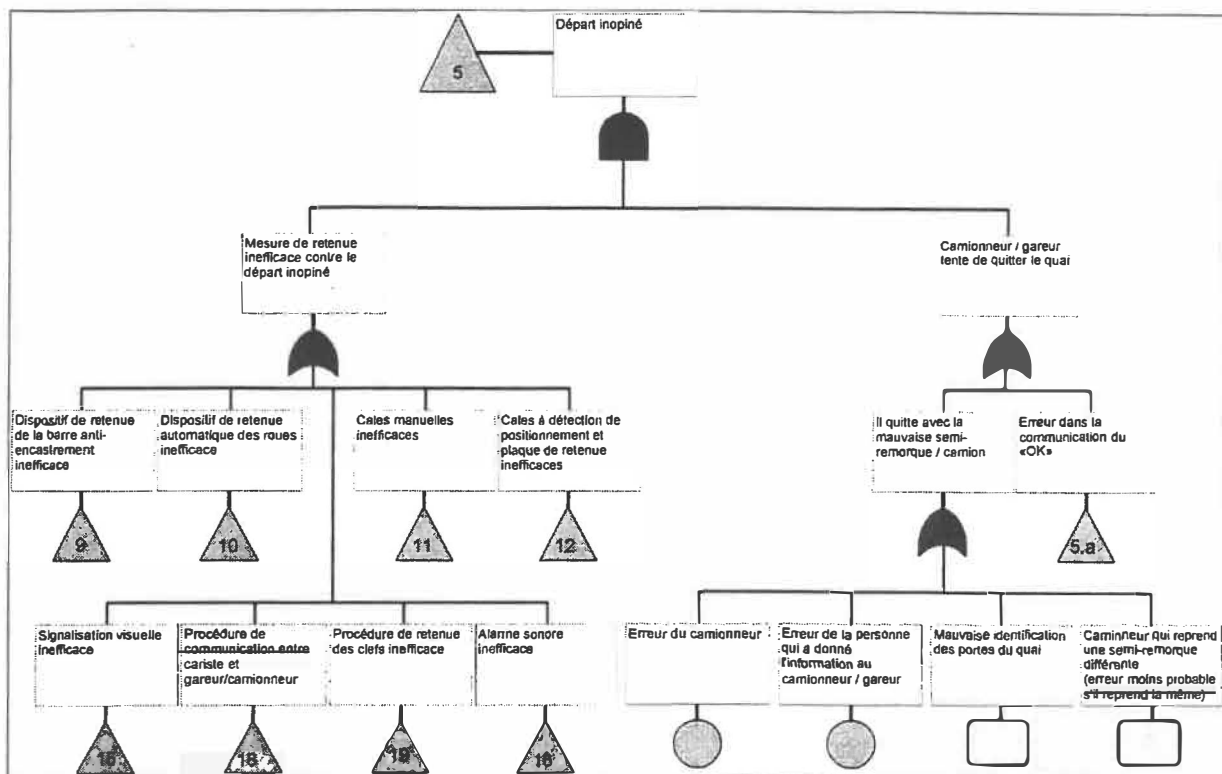 Départ inopiné
5
Mesure de retenue
inefficace contre le
départ inopiné
Camionneur / gareur
tente de quitter le quai
Dispositif de retenue
de la barre anti-
encastrement
inefficace
Dispositif de retenue
automatique des roues
inefficace
Cales manuelles
inefficaces
Cales à détection de
positionnement et
plaque de retenue
inefficaces
Il quitte avec la
mauvaise semi-
remorque / camion
Erreur dans la
communication du
«OK»
9
10
11
12
5.a
Signalisation visuelle
inefficace
Procédure de
communication entre
cariste et
gareur/camionneur
Procédure de retenue
des clefs inefficace
Alarme sonore
inefficace
Erreur du camionneur
Erreur de la personne
qui a donné
l'information au
camionneur / gareur
Mauvaise identification
des portes du quai
Caminneur qui reprend
une semi-remorque
différente
(erreur moins probable
s'il reprend la même)
18
19